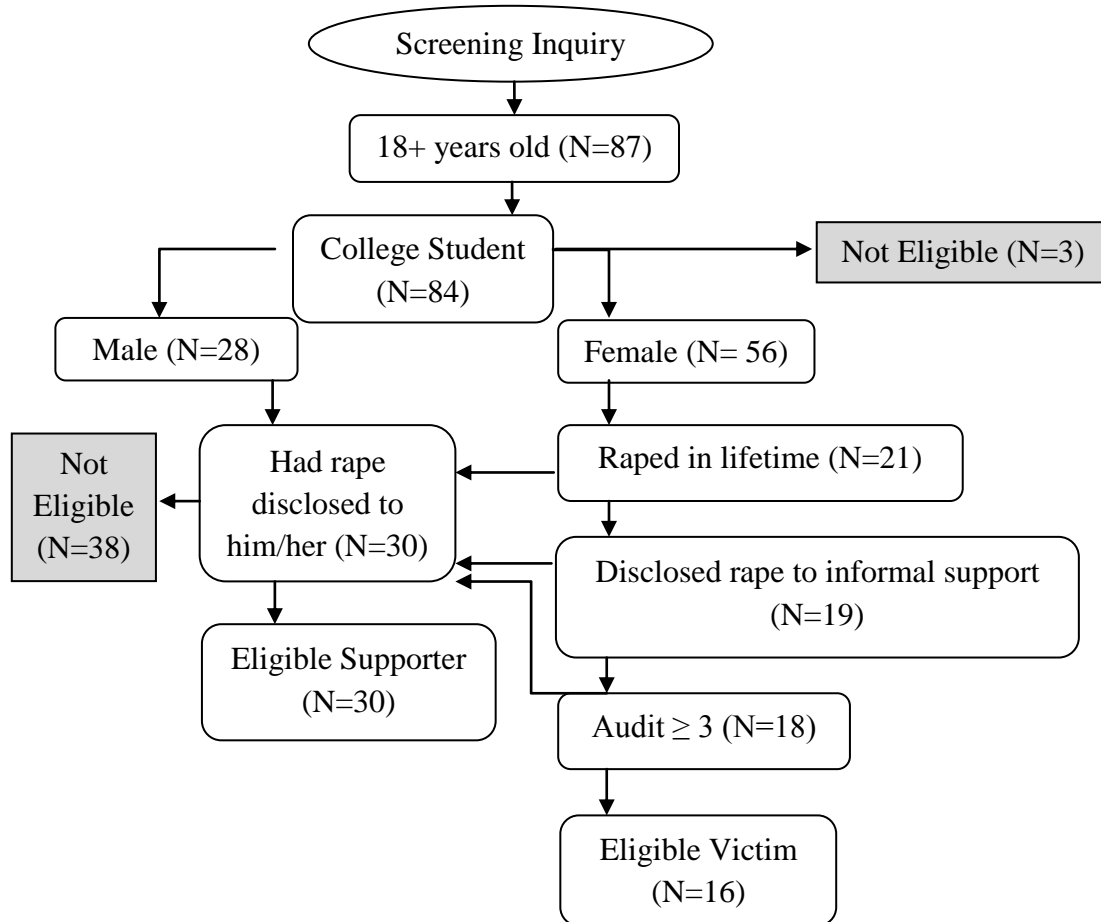 Screening Inquiry
18+ years old (N=87)
College Student
(N=84)
Not Eligible (N=3)
Male (N=28)
Female (N= 56)
Not
Eligible
(N=38)
Had rape
disclosed to
him/her (N=30)
Raped in lifetime (N=21)
Disclosed rape to informal support
(N=19)
Eligible Supporter
(N=30)
Audit ≥ 3 (N=18)
Eligible Victim
(N=16)